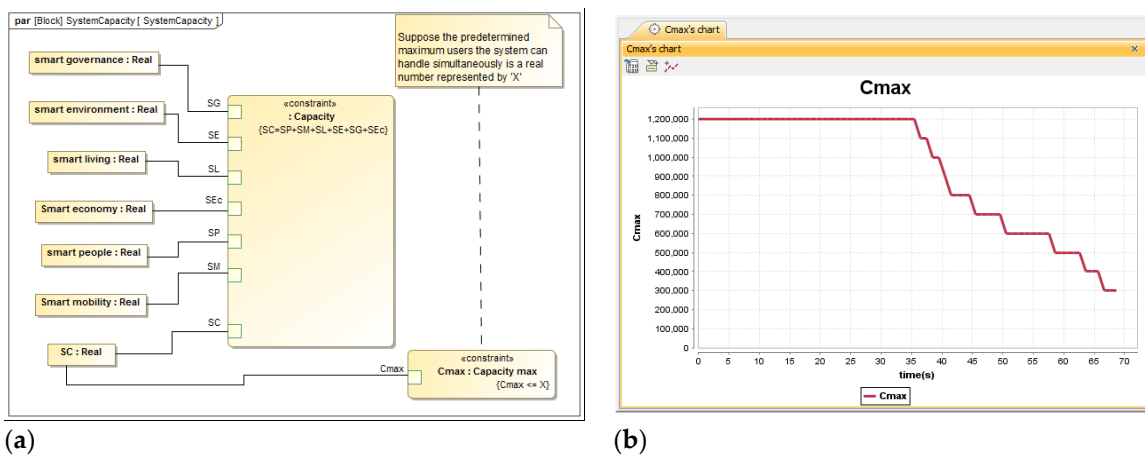 par [Block] SystemCapacity [ SystemCapacity ]
smart governance : Real
smart environment : Real
smart living : Real
Smart economy : Real
smart people : Real
Smart mobility : Real
SC : Real
SG
SE
SL
SEc
SP
SM
SC
«constraint»
: Capacity
{SC=SP+SM+SL+SE+SG+SEc}
Suppose the predetermined
maximum users the system can
handle simultaneously is a real
number represented by 'X'
Cmax
«constraint»
Cmax : Capacity max
{Cmax <= X}
(a)
Cmax's chart
Cmax's chart
Cmax
1,200,000
1,100,000
1,000,000
900,000
800,000
700,000
600,000
500,000
400,000
300,000
200,000
100,000
0
Cmax
0 5 10 15 20 25 30 35 40 45 50 55 60 65 70
time(s)
Cmax
(b)